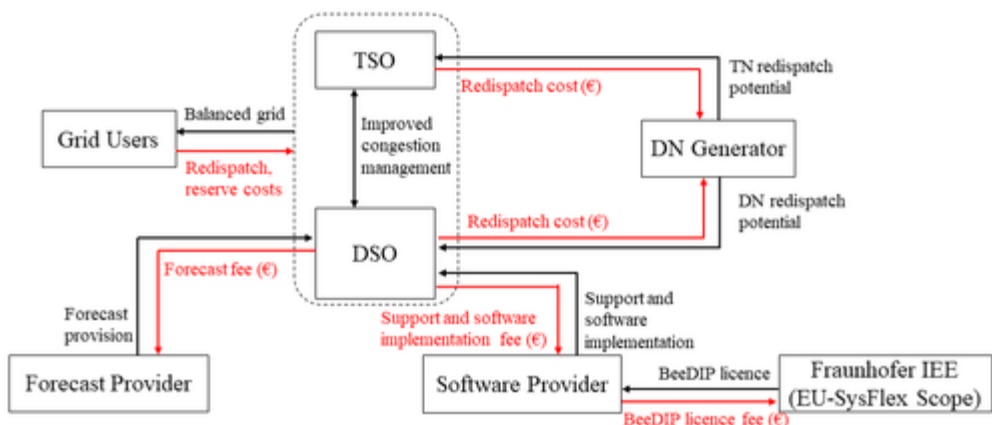 TSO
Redispatch cost (€)
TN redispatch
potential
Balanced grid
Grid Users
Improved
congestion
management
DN Generator
Redispatch,
reserve costs
DN redispatch
potential
Redispatch cost (€)
DSO
Forecast fee (€)
Forecast
provision
Support and software
implementation fee (€)
Support and
software
implementation
Forecast Provider
Software Provider
BeeDIP licence
BeeDIP licence fee (€)
Fraunhofer IEE
(EU-SysFlex Scope)